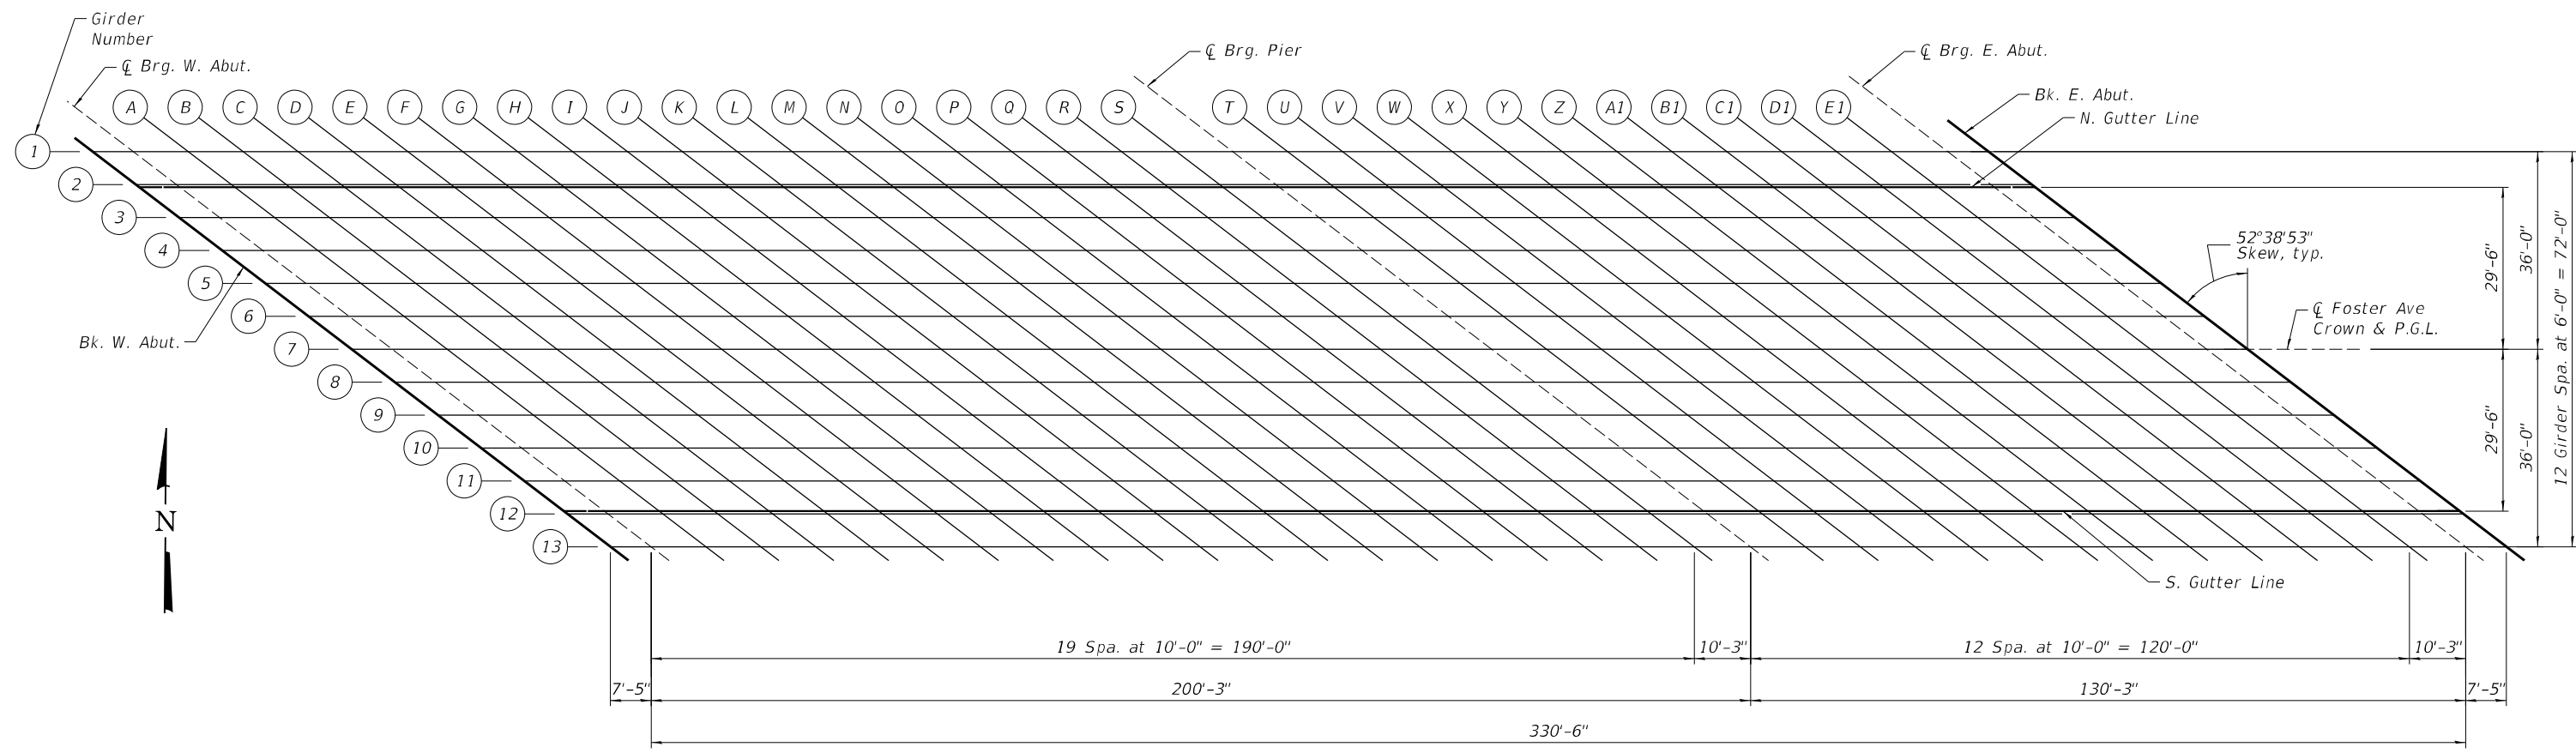 Girder
Number
℄ Brg. W. Abut.
℄ Brg. Pier
℄ Brg. E. Abut.
Bk. E. Abut.
N. Gutter Line
A B C D E F G H I J K L M N O P Q R S T U V W X Y Z A1 B1 C1 D1 E1
1
2
3
4
5
6
7
8
9
10
11
12
13
Bk. W. Abut.
N
52°38'53"
Skew, typ.
℄ Foster Ave
Crown & P.G.L.
29'-6"
29'-6"
36'-0"
36'-0"
12 Girder Spa. at 6'-0" = 72'-0"
S. Gutter Line
19 Spa. at 10'-0" = 190'-0"
10'-3"
12 Spa. at 10'-0" = 120'-0"
10'-3"
7'-5"
200'-3"
130'-3"
7'-5"
330'-6"